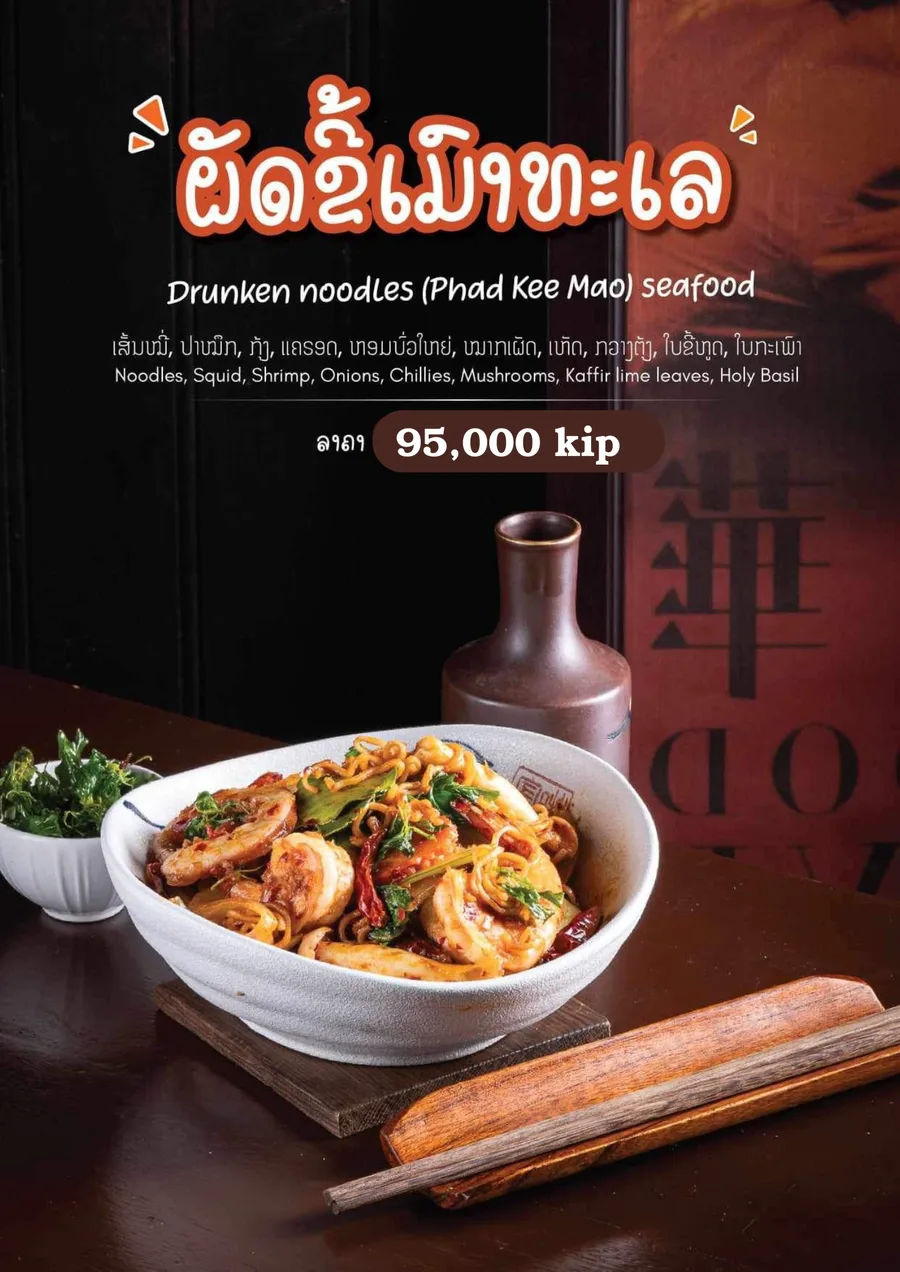 ຜັດຂີ້ເມົາທະເລ
Drunken noodles (Phad Kee Mao) seafood
ເສັ້ນໝີ່, ປາໝຶກ, ກຸ້ງ, ແຄຣອດ, ຫອມບົ່ວໃຫຍ່, ໝາກເຜັດ, ເຫັດ, ກວາງຕຸ້ງ, ໃບຂີ້ຫູດ, ໃບກະເພົາ
Noodles, Squid, Shrimp, Onions, Chillies, Mushrooms, Kaffir lime leaves, Holy Basil
ລາຄາ 95,000 kip
華
OD